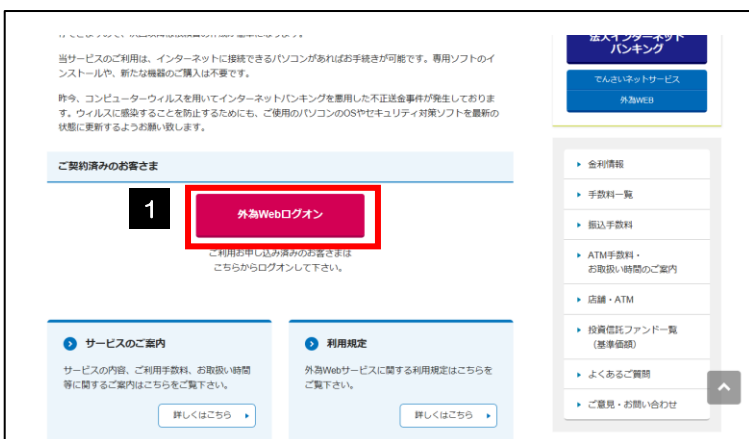 当サービスのご利用は、インターネットに接続できるパソコンがあればお手続きが可能です。専用ソフトのイ
ンストールや、新たな機器のご購入は不要です。
昨今、コンピューターウィルスを用いてインターネットバンキングを悪用した不正送金事件が発生しておりま
す。ウィルスに感染することを防止するためにも、ご使用のパソコンのOSやセキュリティ対策ソフトを最新の
状態に更新するようお願い致します。
ご契約済みのお客さま
1
外為Webログオン
ご利用お申し込み済みのお客さまは
こちらからログオンして下さい。
サービスのご案内
サービスの内容、ご利用手数料、お取扱い時間
等に関するご案内はこちらをご覧下さい。
詳しくはこちら
利用規定
外為Webサービスに関する利用規定はこちらを
ご覧下さい。
詳しくはこちら
法人インターネット
バンキング
でんさいネットサービス
外為WEB
金利情報
手数料一覧
振込手数料
ATM手数料・
お取扱い時間のご案内
店舗・ATM
投資信託ファンド一覧
（基準価額）
よくあるご質問
ご意見・お問い合わせ